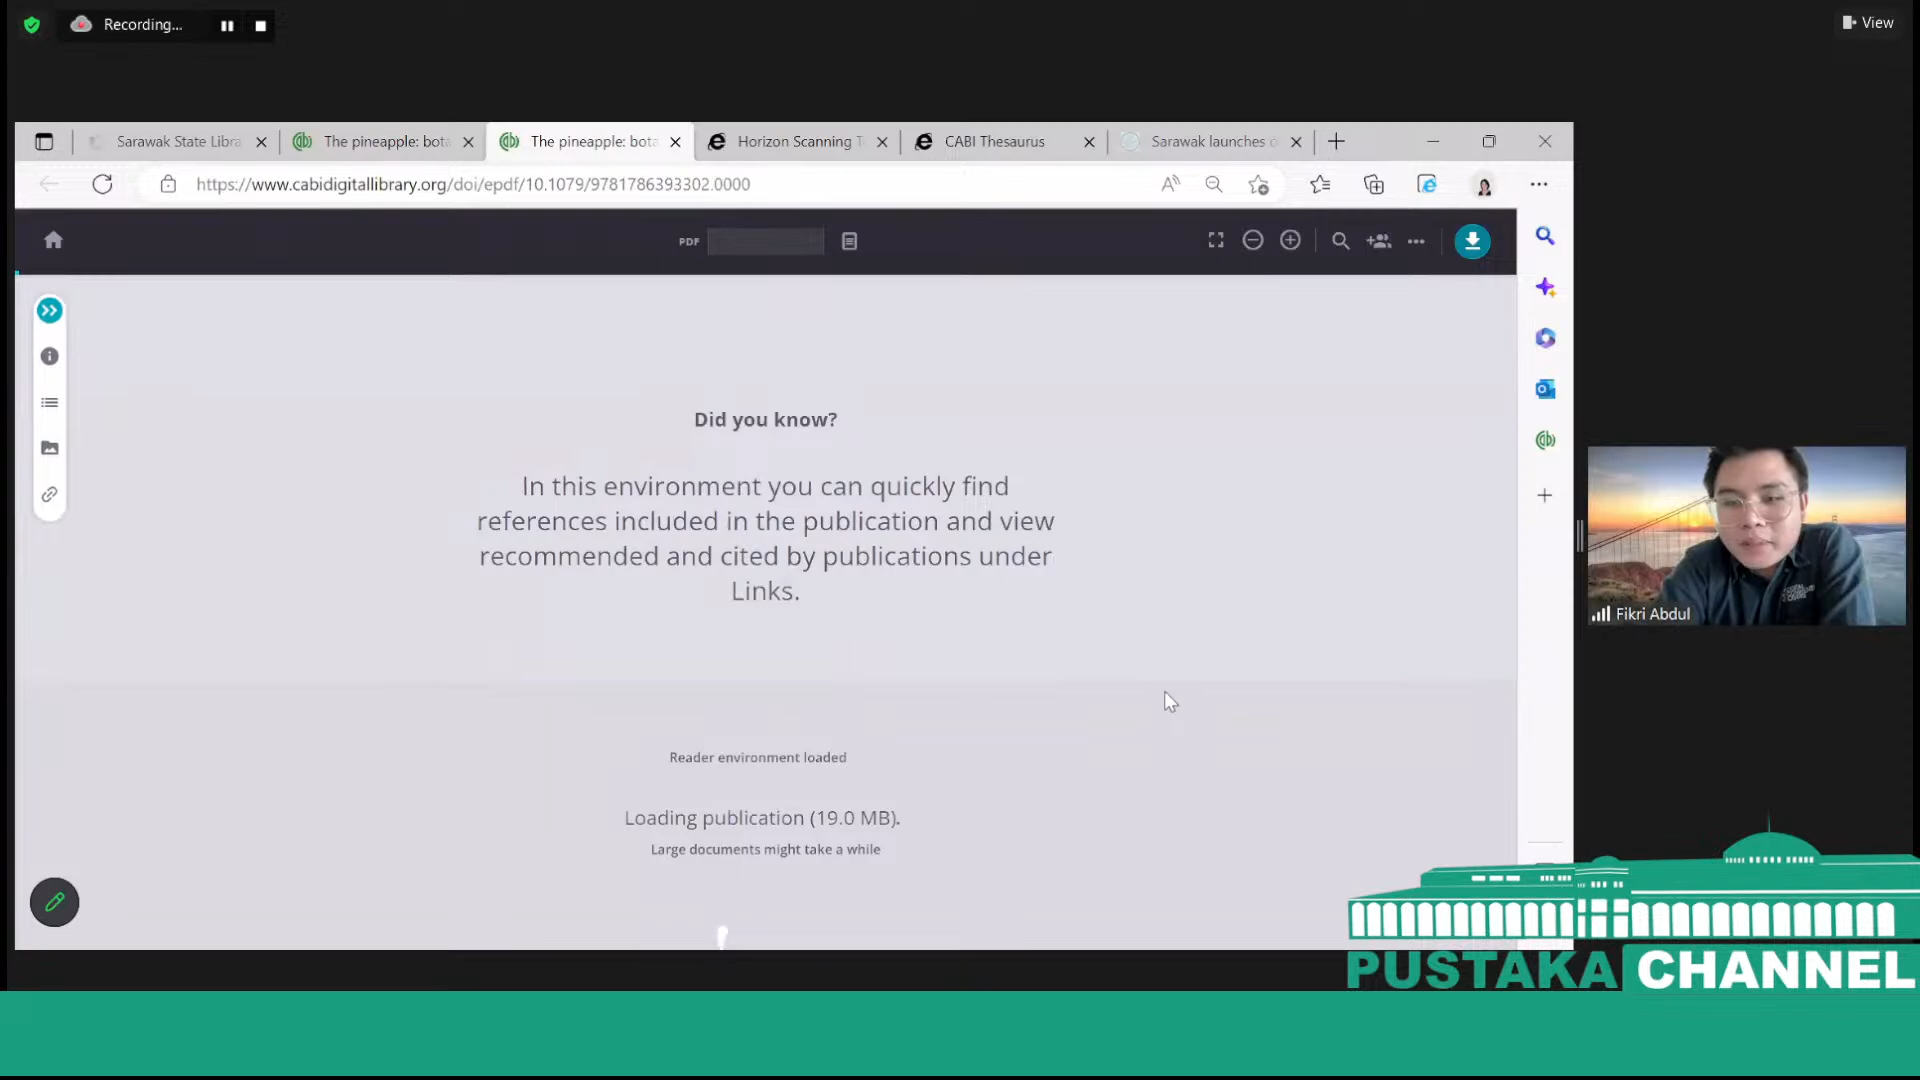 Recording...
View
Sarawak State Libra
The pineapple: bota
The pineapple: bota
Horizon Scanning T
CABI Thesaurus
Sarawak launches o
https://www.cabidigitallibrary.org/doi/epdf/10.1079/9781786393302.0000
PDF
Did you know?
In this environment you can quickly find
references included in the publication and view
recommended and cited by publications under
Links.
Reader environment loaded
Loading publication (19.0 MB).
Large documents might take a while
Fikri Abdul
PUSTAKA CHANNEL